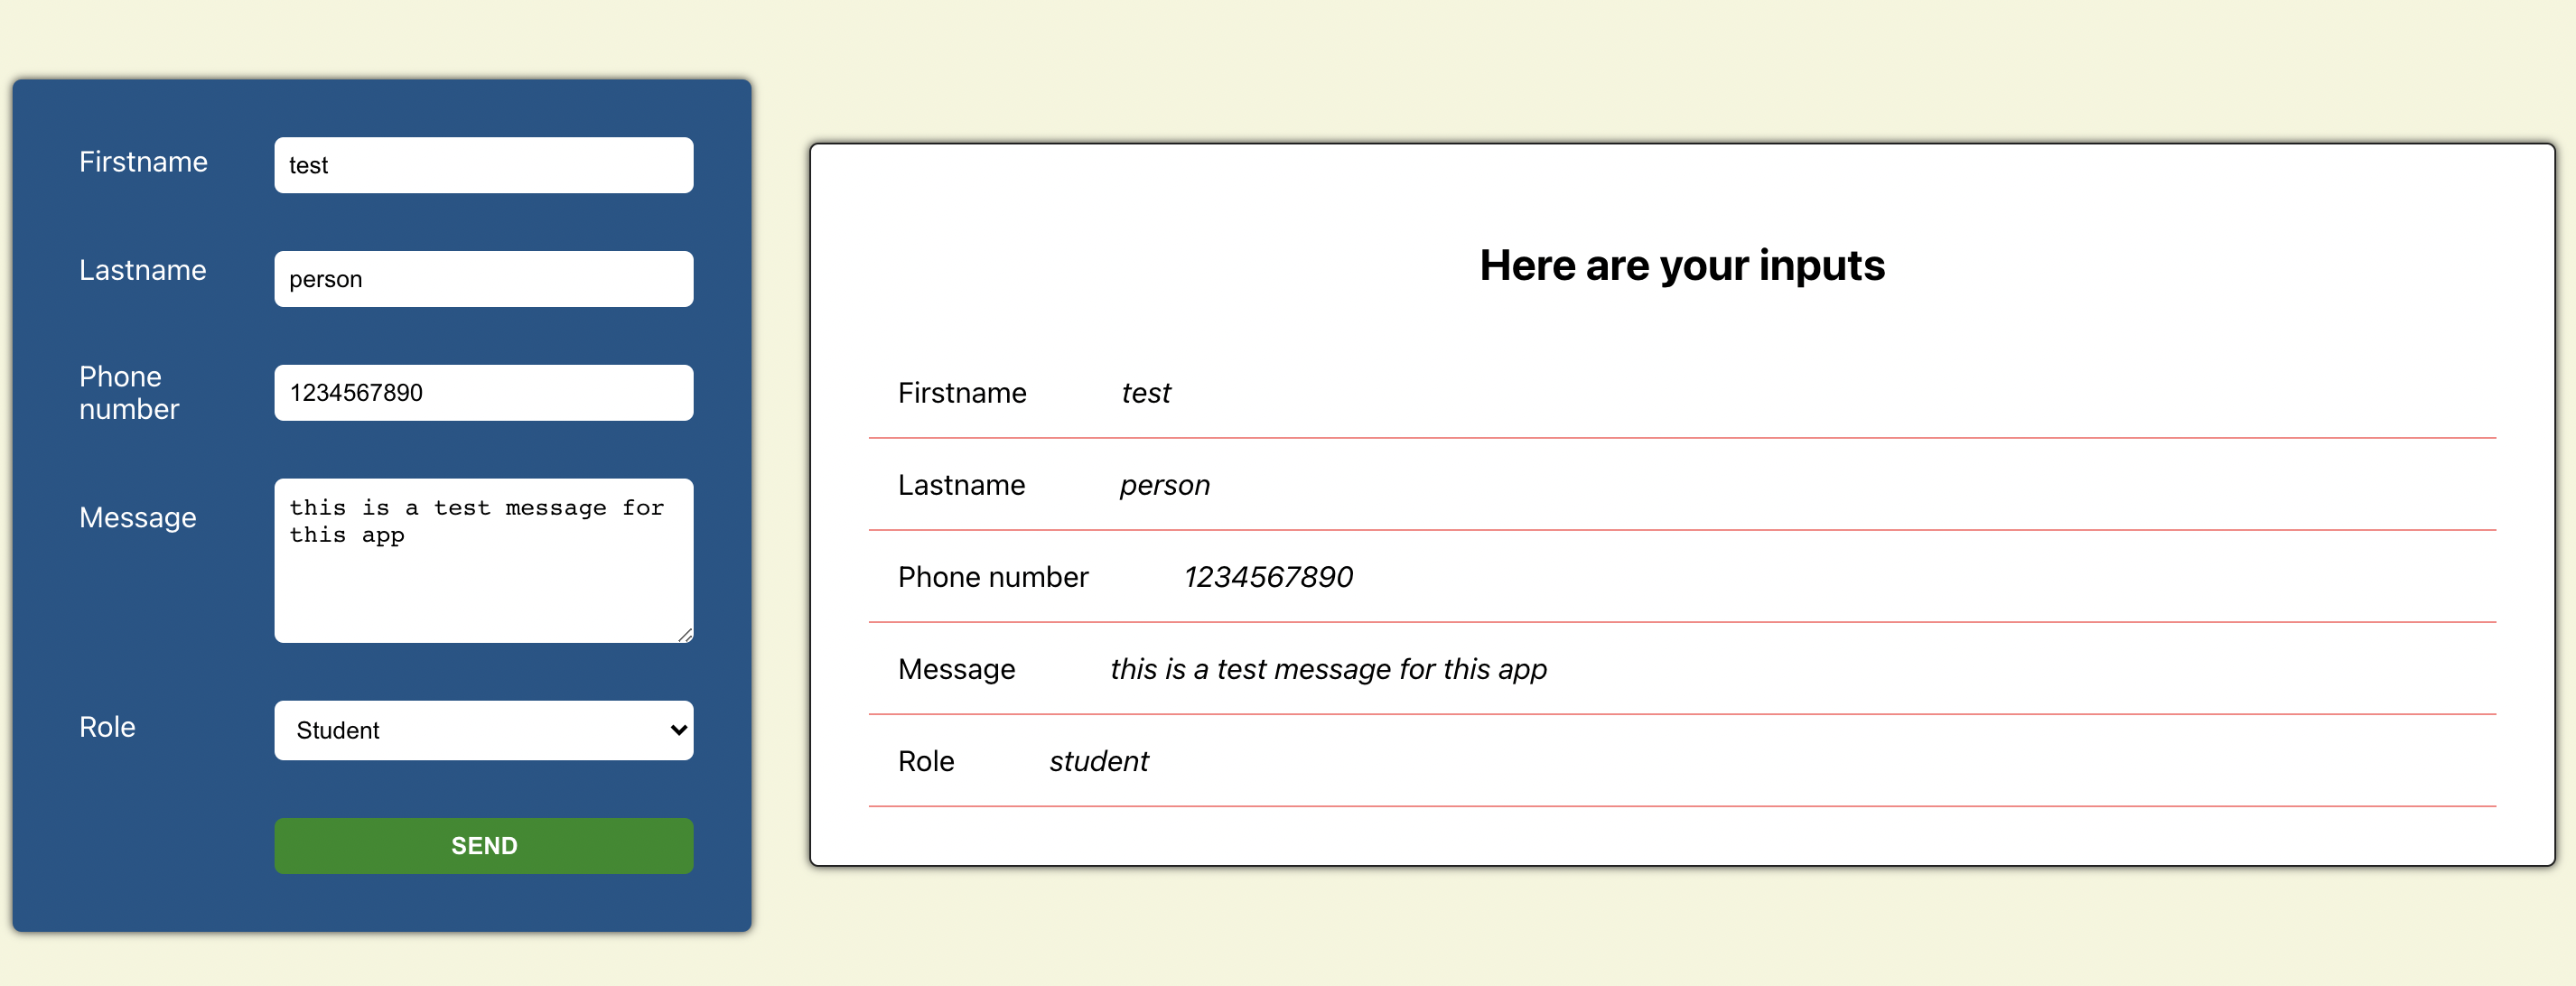 Firstname
test
Lastname
person
Phone
number
1234567890
Message
this is a test message for
this app
Role
Student
SEND
Here are your inputs
Firstname test
Lastname person
Phone number 1234567890
Message this is a test message for this app
Role student